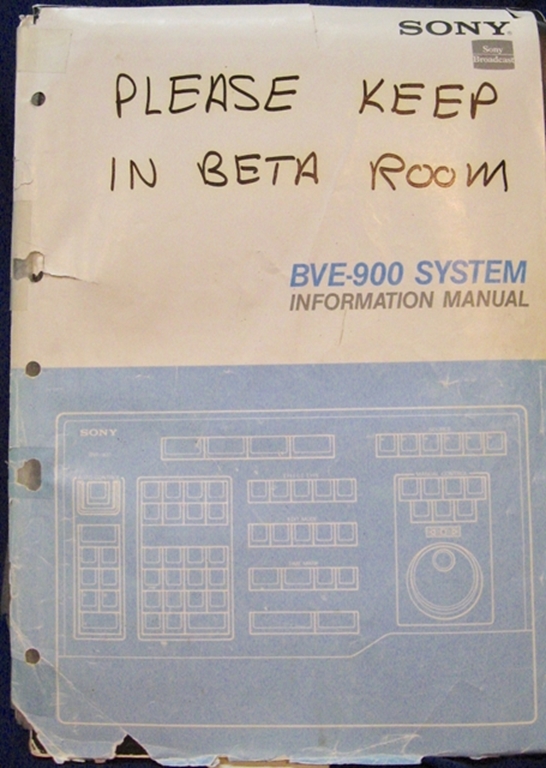 SONY
Sony
Broadcast
PLEASE KEEP
IN BETA ROOM
BVE-900 SYSTEM
INFORMATION MANUAL
SONY